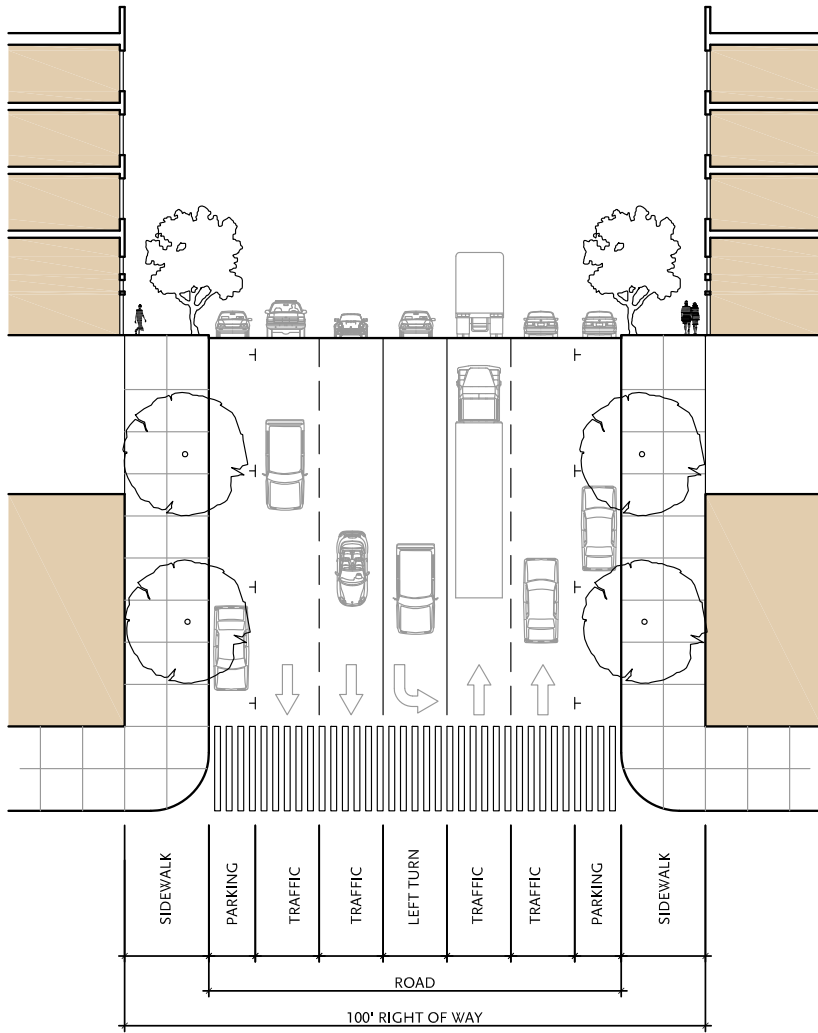 SIDEWALK
PARKING
TRAFFIC
TRAFFIC
LEFT TURN
TRAFFIC
TRAFFIC
PARKING
SIDEWALK
ROAD
100' RIGHT OF WAY